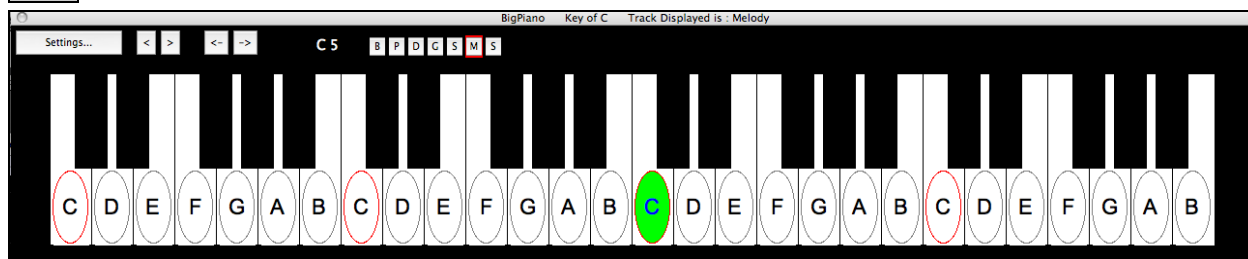 BigPiano Key of C Track Displayed is : Melody
Settings... < > <- -> C 5 B P D G S M S
C D E F G A B C D E F G A B C D E F G A B C D E F G A B